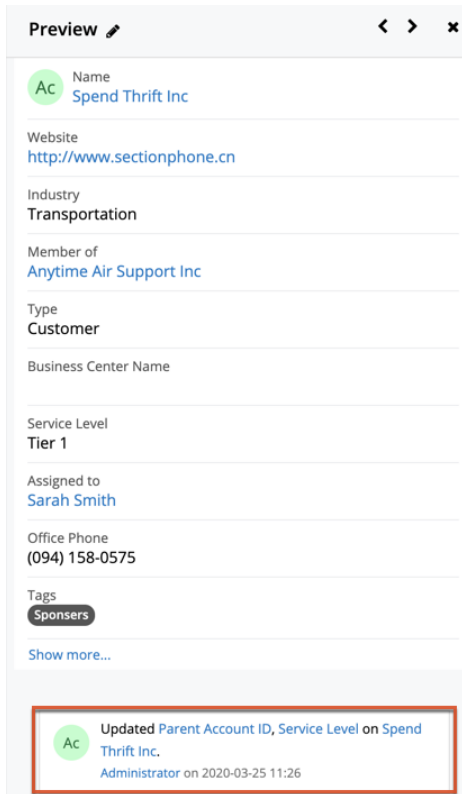 Preview
Ac
Name
Spend Thrift Inc
Website
http://www.sectionphone.cn
Industry
Transportation
Member of
Anytime Air Support Inc
Type
Customer
Business Center Name
Service Level
Tier 1
Assigned to
Sarah Smith
Office Phone
(094) 158-0575
Tags
Sponsers
Show more...
Ac
Updated Parent Account ID, Service Level on Spend
Thrift Inc.
Administrator on 2020-03-25 11:26